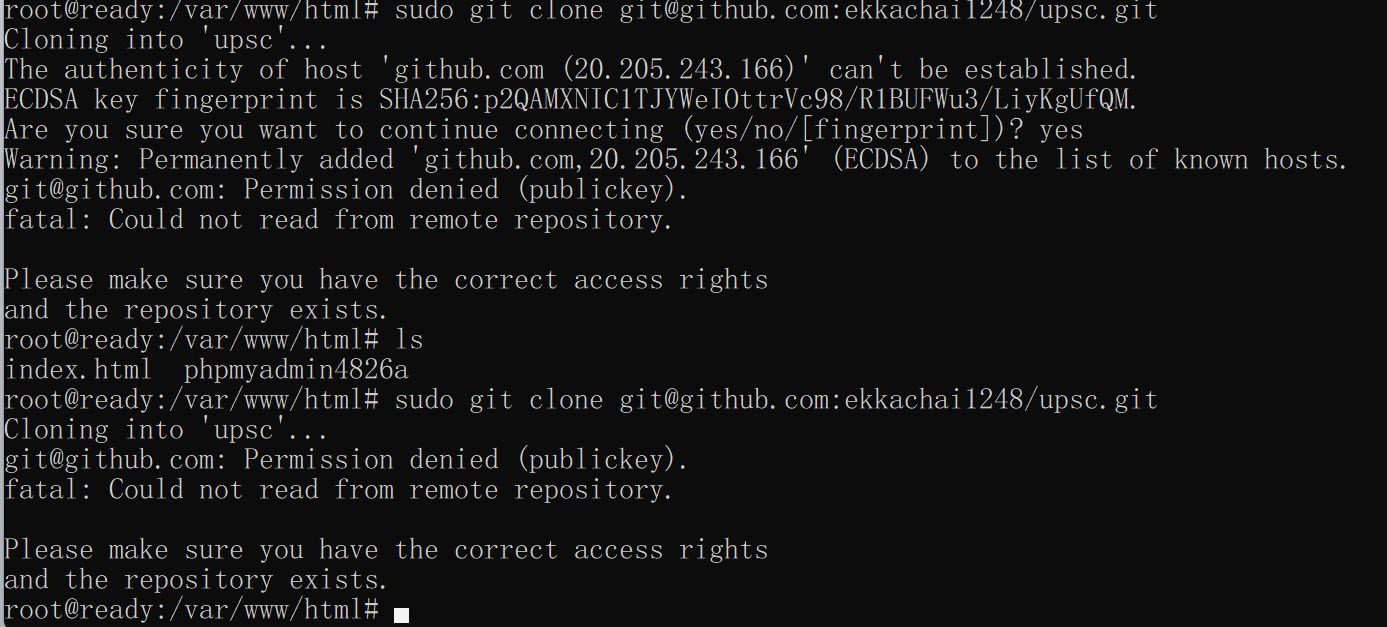 root@ready:/var/www/html# sudo git clone git@github.com:ekkachai1248/upsc.git
Cloning into 'upsc'...
The authenticity of host 'github.com (20.205.243.166)' can't be established.
ECDSA key fingerprint is SHA256:p2QAMXNIC1TJYWeIOttrVc98/R1BUFWu3/LiyKgUfQM.
Are you sure you want to continue connecting (yes/no/[fingerprint])? yes
Warning: Permanently added 'github.com,20.205.243.166' (ECDSA) to the list of known hosts.
git@github.com: Permission denied (publickey).
fatal: Could not read from remote repository.

Please make sure you have the correct access rights
and the repository exists.
root@ready:/var/www/html# ls
index.html  phpmyadmin4826a
root@ready:/var/www/html# sudo git clone git@github.com:ekkachai1248/upsc.git
Cloning into 'upsc'...
git@github.com: Permission denied (publickey).
fatal: Could not read from remote repository.

Please make sure you have the correct access rights
and the repository exists.
root@ready:/var/www/html#